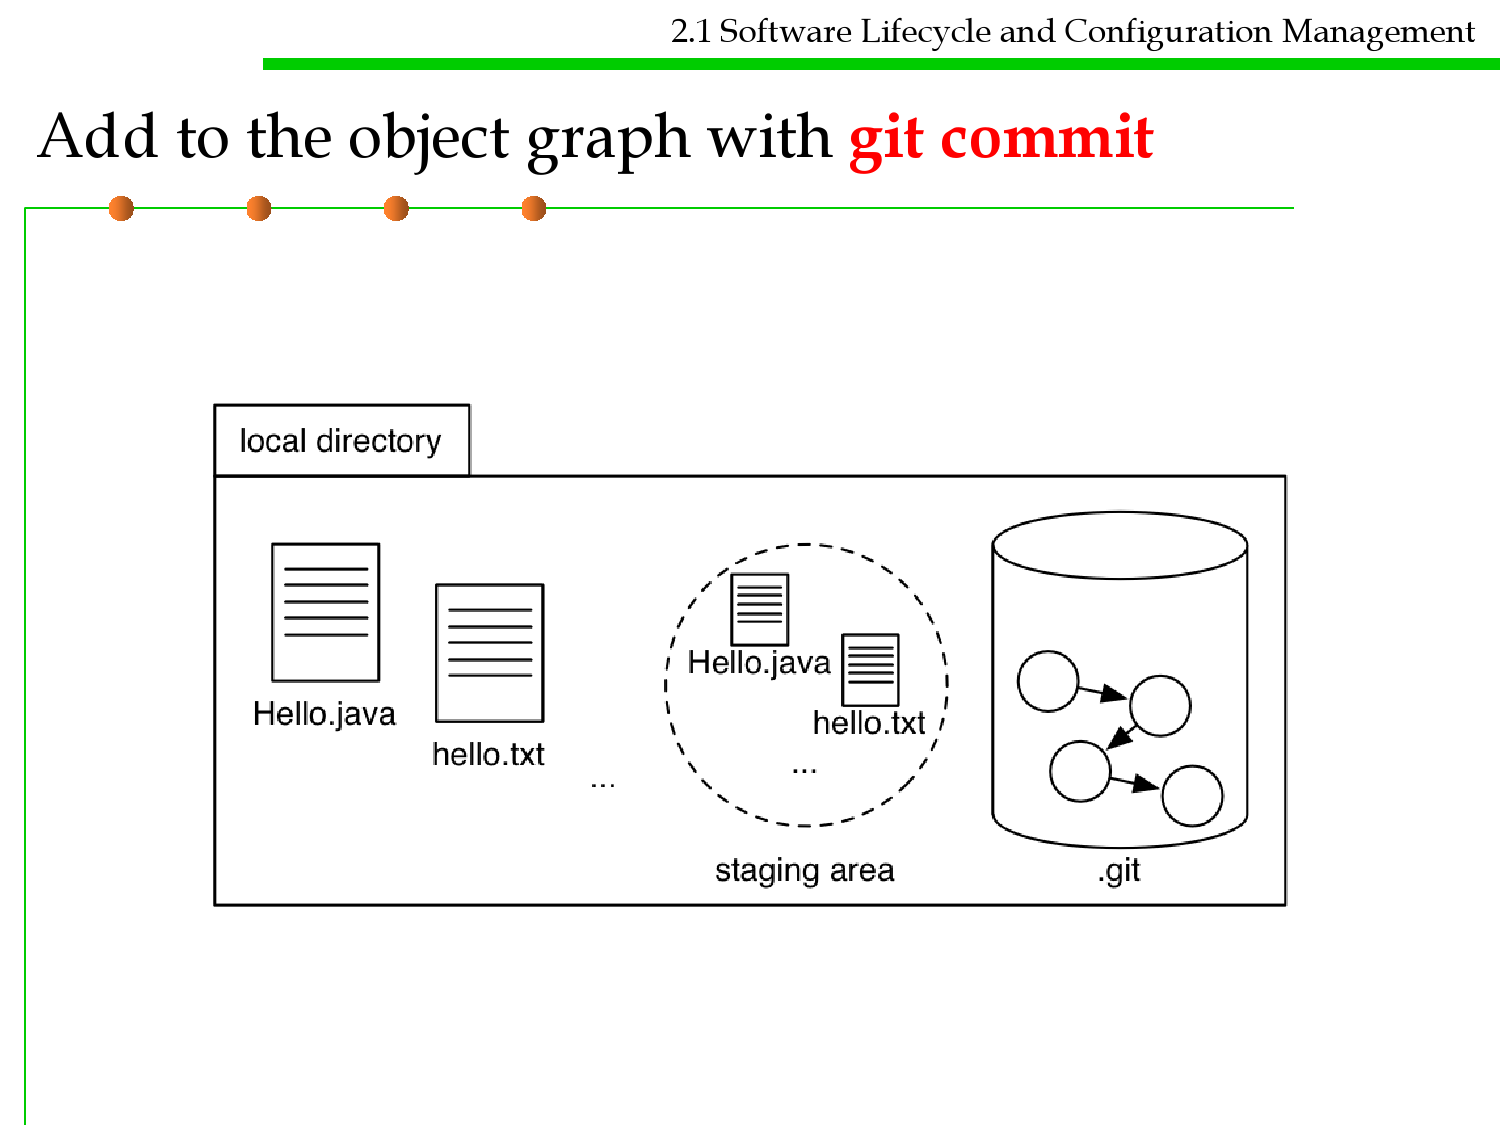 2.1 Software Lifecycle and Configuration Management
Add to the object graph with git commit
local directory
Hello.java
hello.txt
...
Hello.java
hello.txt
...
staging area
.git